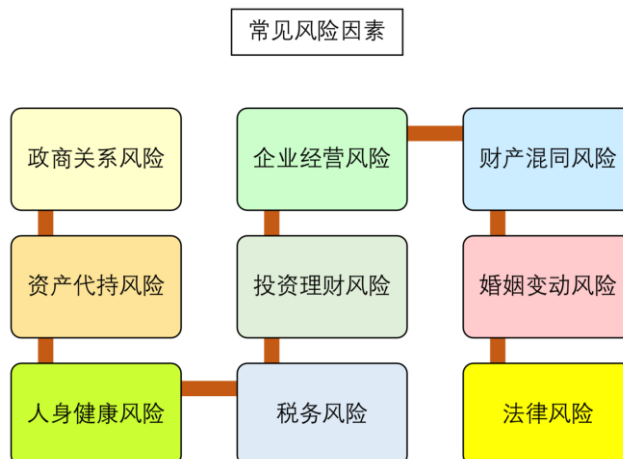 常见风险因素
政商关系风险
企业经营风险
财产混同风险
资产代持风险
投资理财风险
婚姻变动风险
人身健康风险
税务风险
法律风险